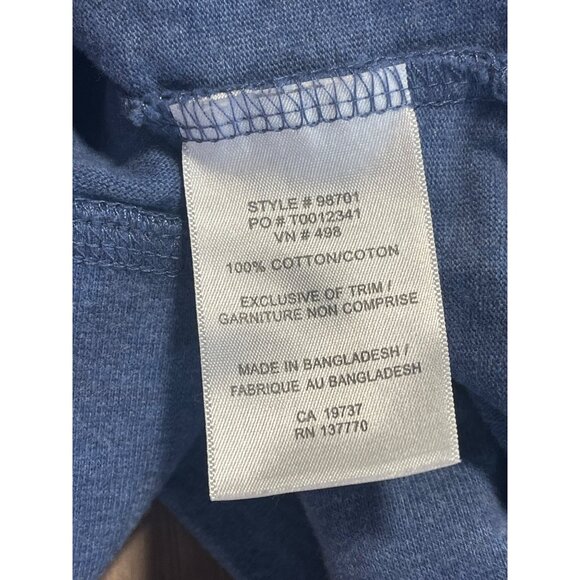 STYLE # 98701
PO # T0012341
VN # 498
100% COTTON/COTON
EXCLUSIVE OF TRIM /
GARNITURE NON COMPRISE
MADE IN BANGLADESH /
FABRIQUE AU BANGLADESH
CA 19737
RN 137770